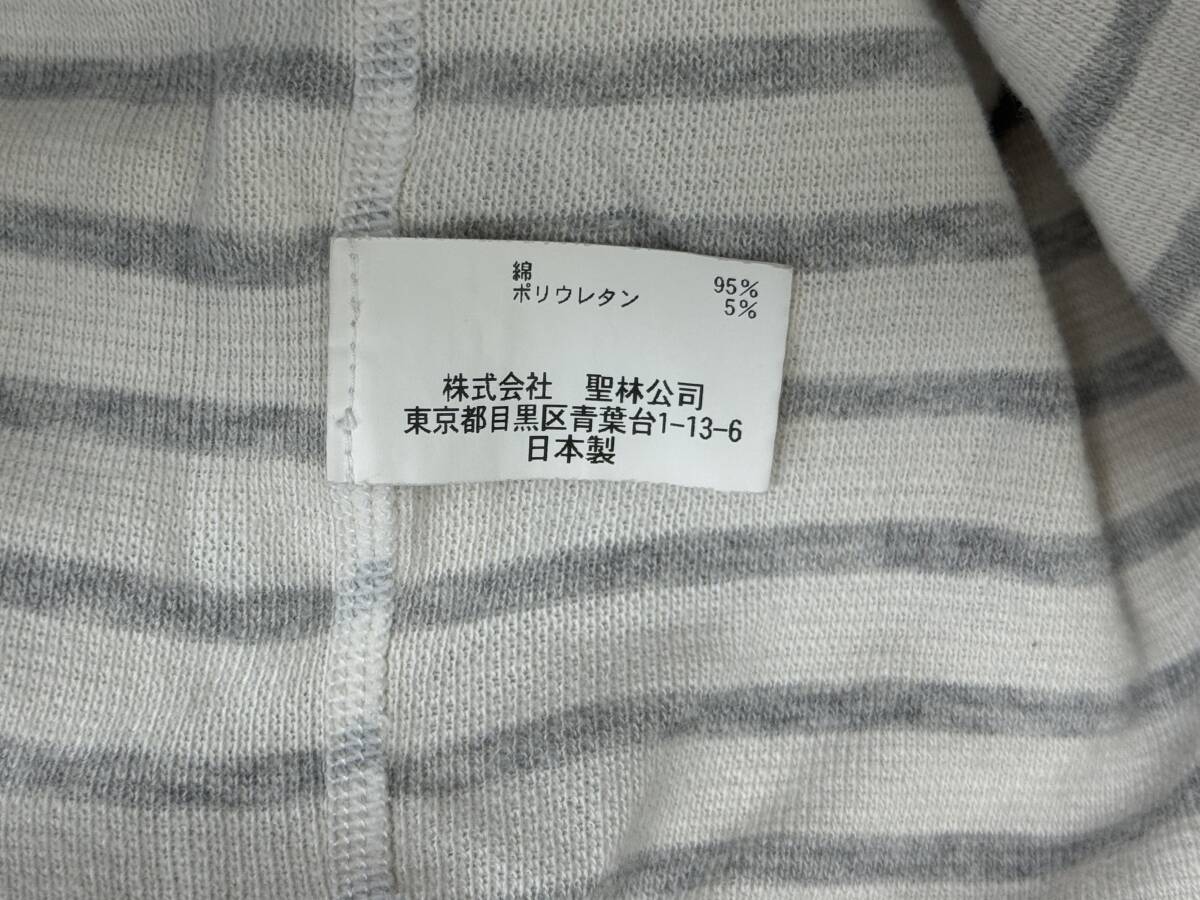 綿 95%
ポリウレタン 5%
株式会社 聖林公司
東京都目黒区青葉台1-13-6
日本製